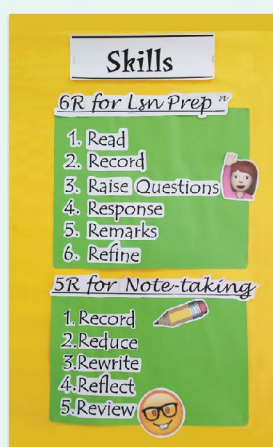 Skills
6R for Lsn Prepⁿ
1. Read
2. Record
3. Raise Questions
4. Response
5. Remarks
6. Refine
5R for Note-taking
1. Record
2. Reduce
3. Rewrite
4. Reflect
5. Review